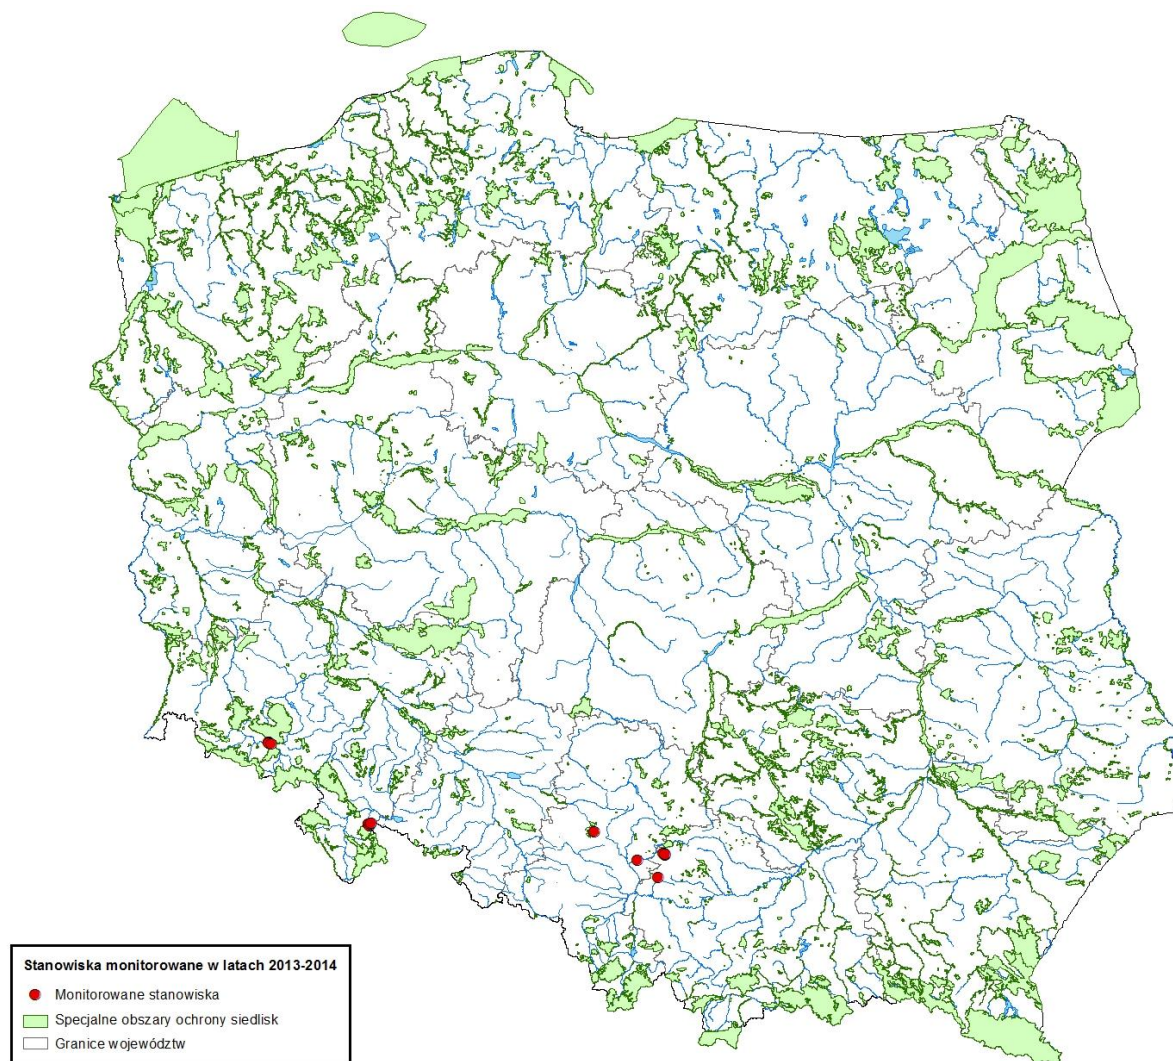 Stanowiska monitorowane w latach 2013-2014
Monitorowane stanowiska
Specjalne obszary ochrony siedlisk
Granice województw